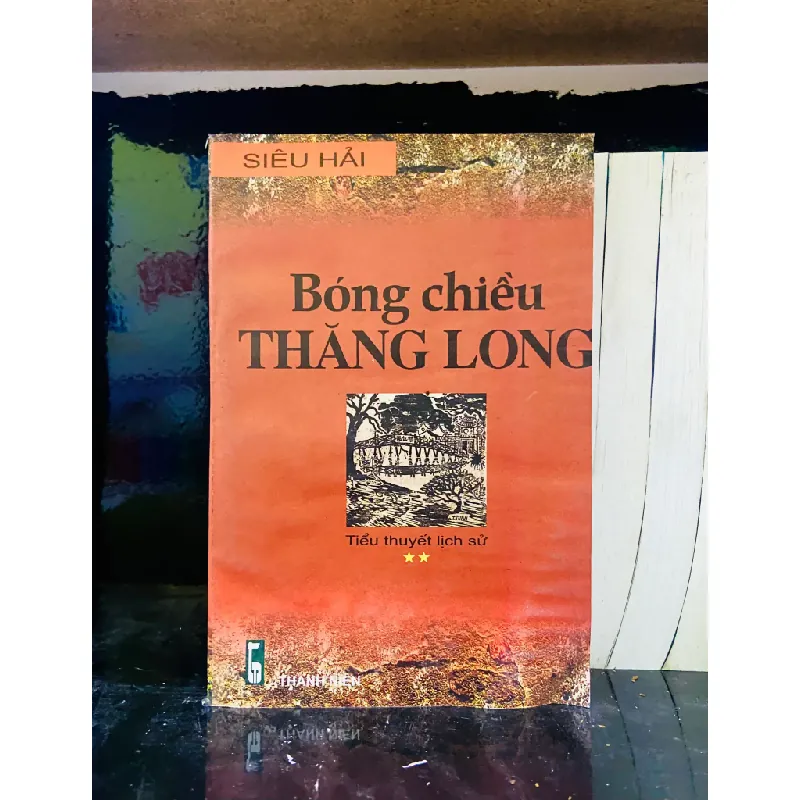 SIÊU HẢI
Bóng chiều
THĂNG LONG
Tiểu thuyết lịch sử
THANH NIÊN